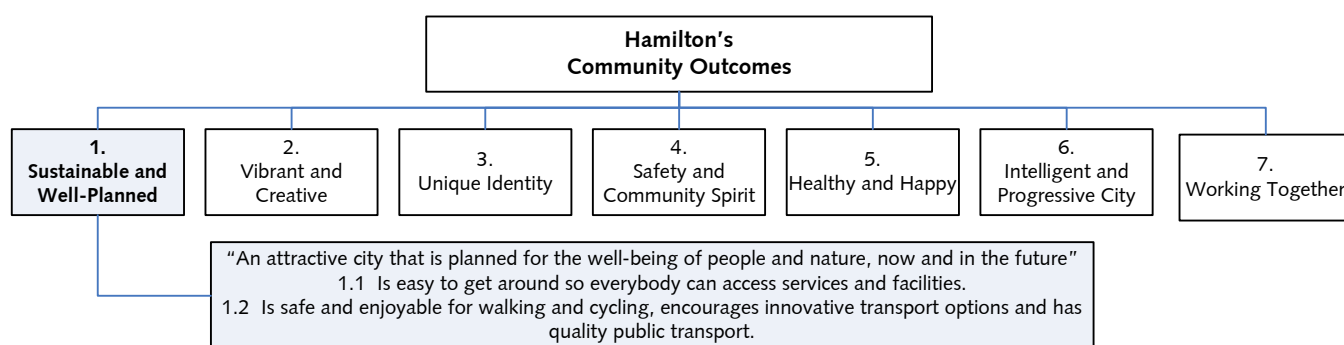 Hamilton's
Community Outcomes
1.
Sustainable and
Well-Planned
2.
Vibrant and
Creative
3.
Unique Identity
4.
Safety and
Community Spirit
5.
Healthy and Happy
6.
Intelligent and
Progressive City
7.
Working Together
“An attractive city that is planned for the well-being of people and nature, now and in the future”
1.1 Is easy to get around so everybody can access services and facilities.
1.2 Is safe and enjoyable for walking and cycling, encourages innovative transport options and has
quality public transport.